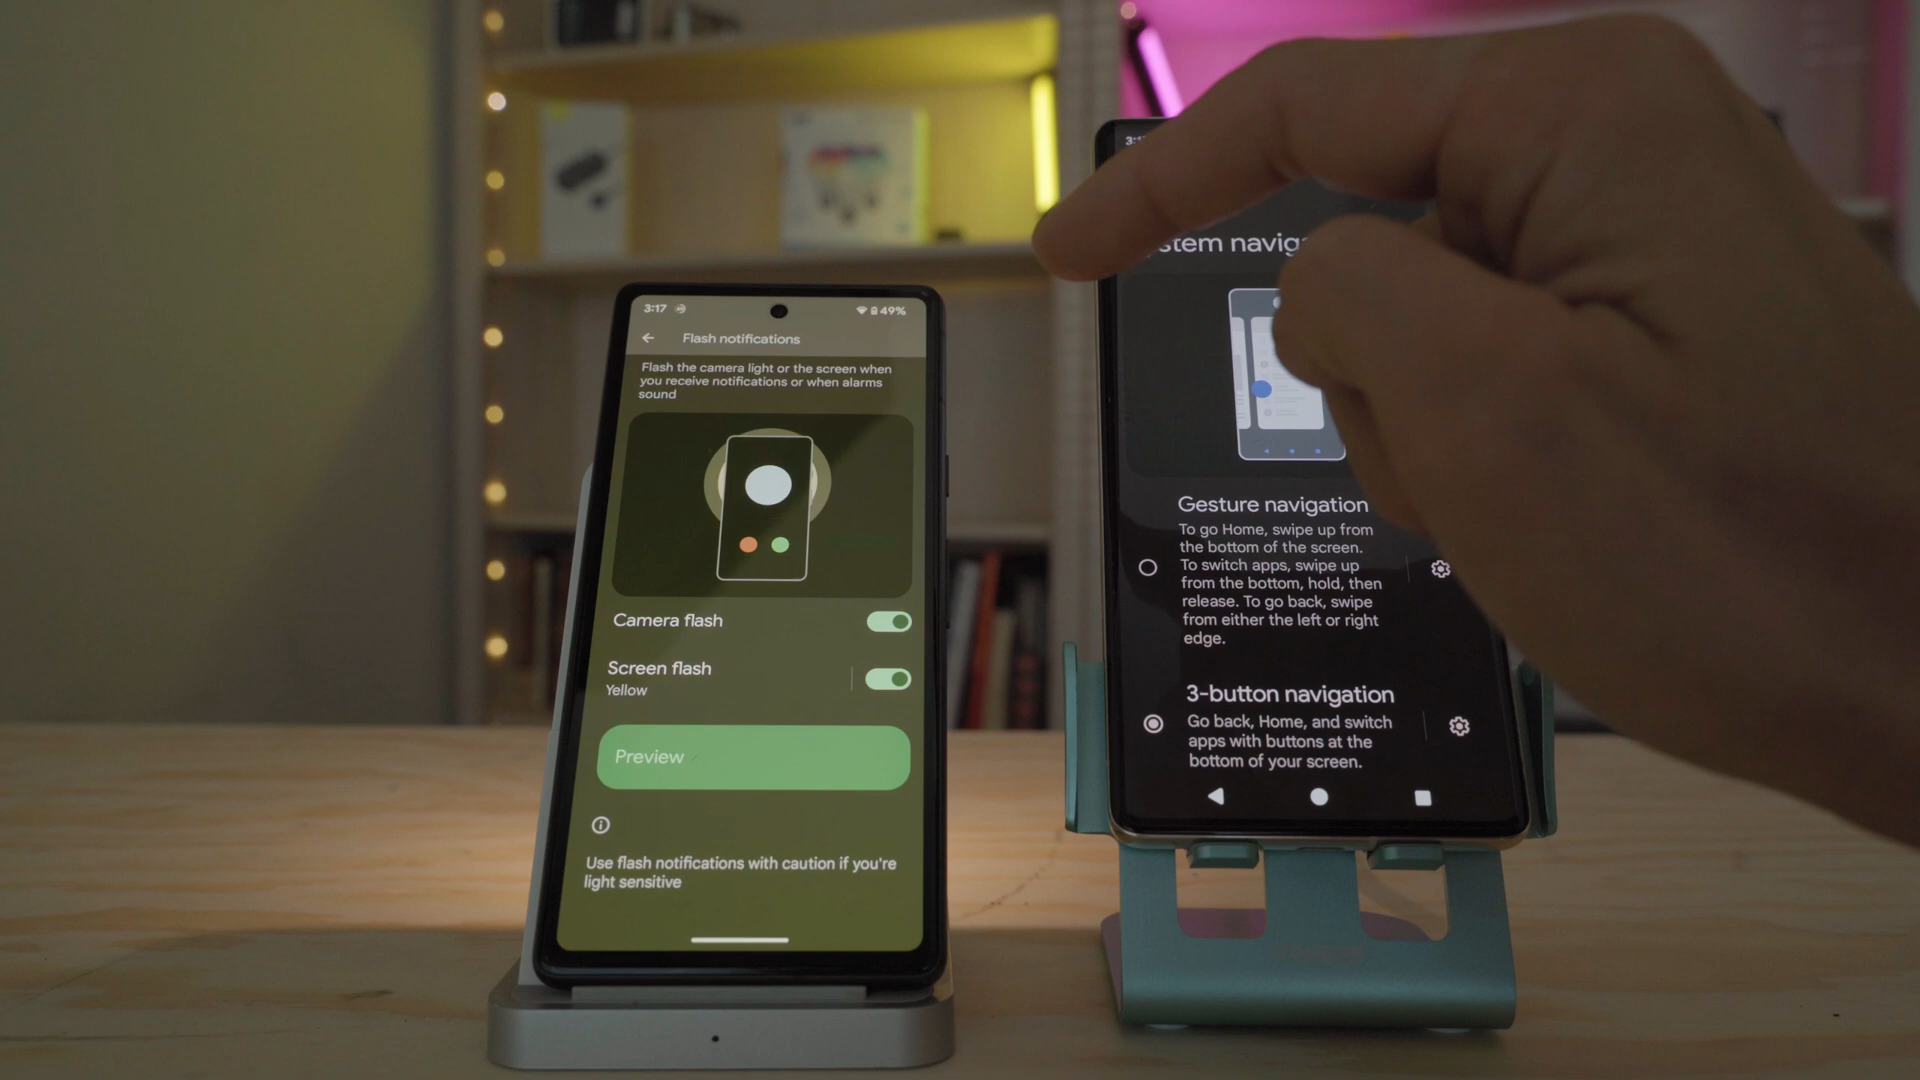 3:17
49%
Flash notifications
Flash the camera light or the screen when
you receive notifications or when alarms
sound
Camera flash
Screen flash
Yellow
Preview
Use flash notifications with caution if you're
light sensitive
Gesture navigation
To go Home, swipe up from
the bottom of the screen.
To switch apps, swipe up
from the bottom, hold, then
release. To go back, swipe
from either the left or right
edge.
3-button navigation
Go back, Home, and switch
apps with buttons at the
bottom of your screen.